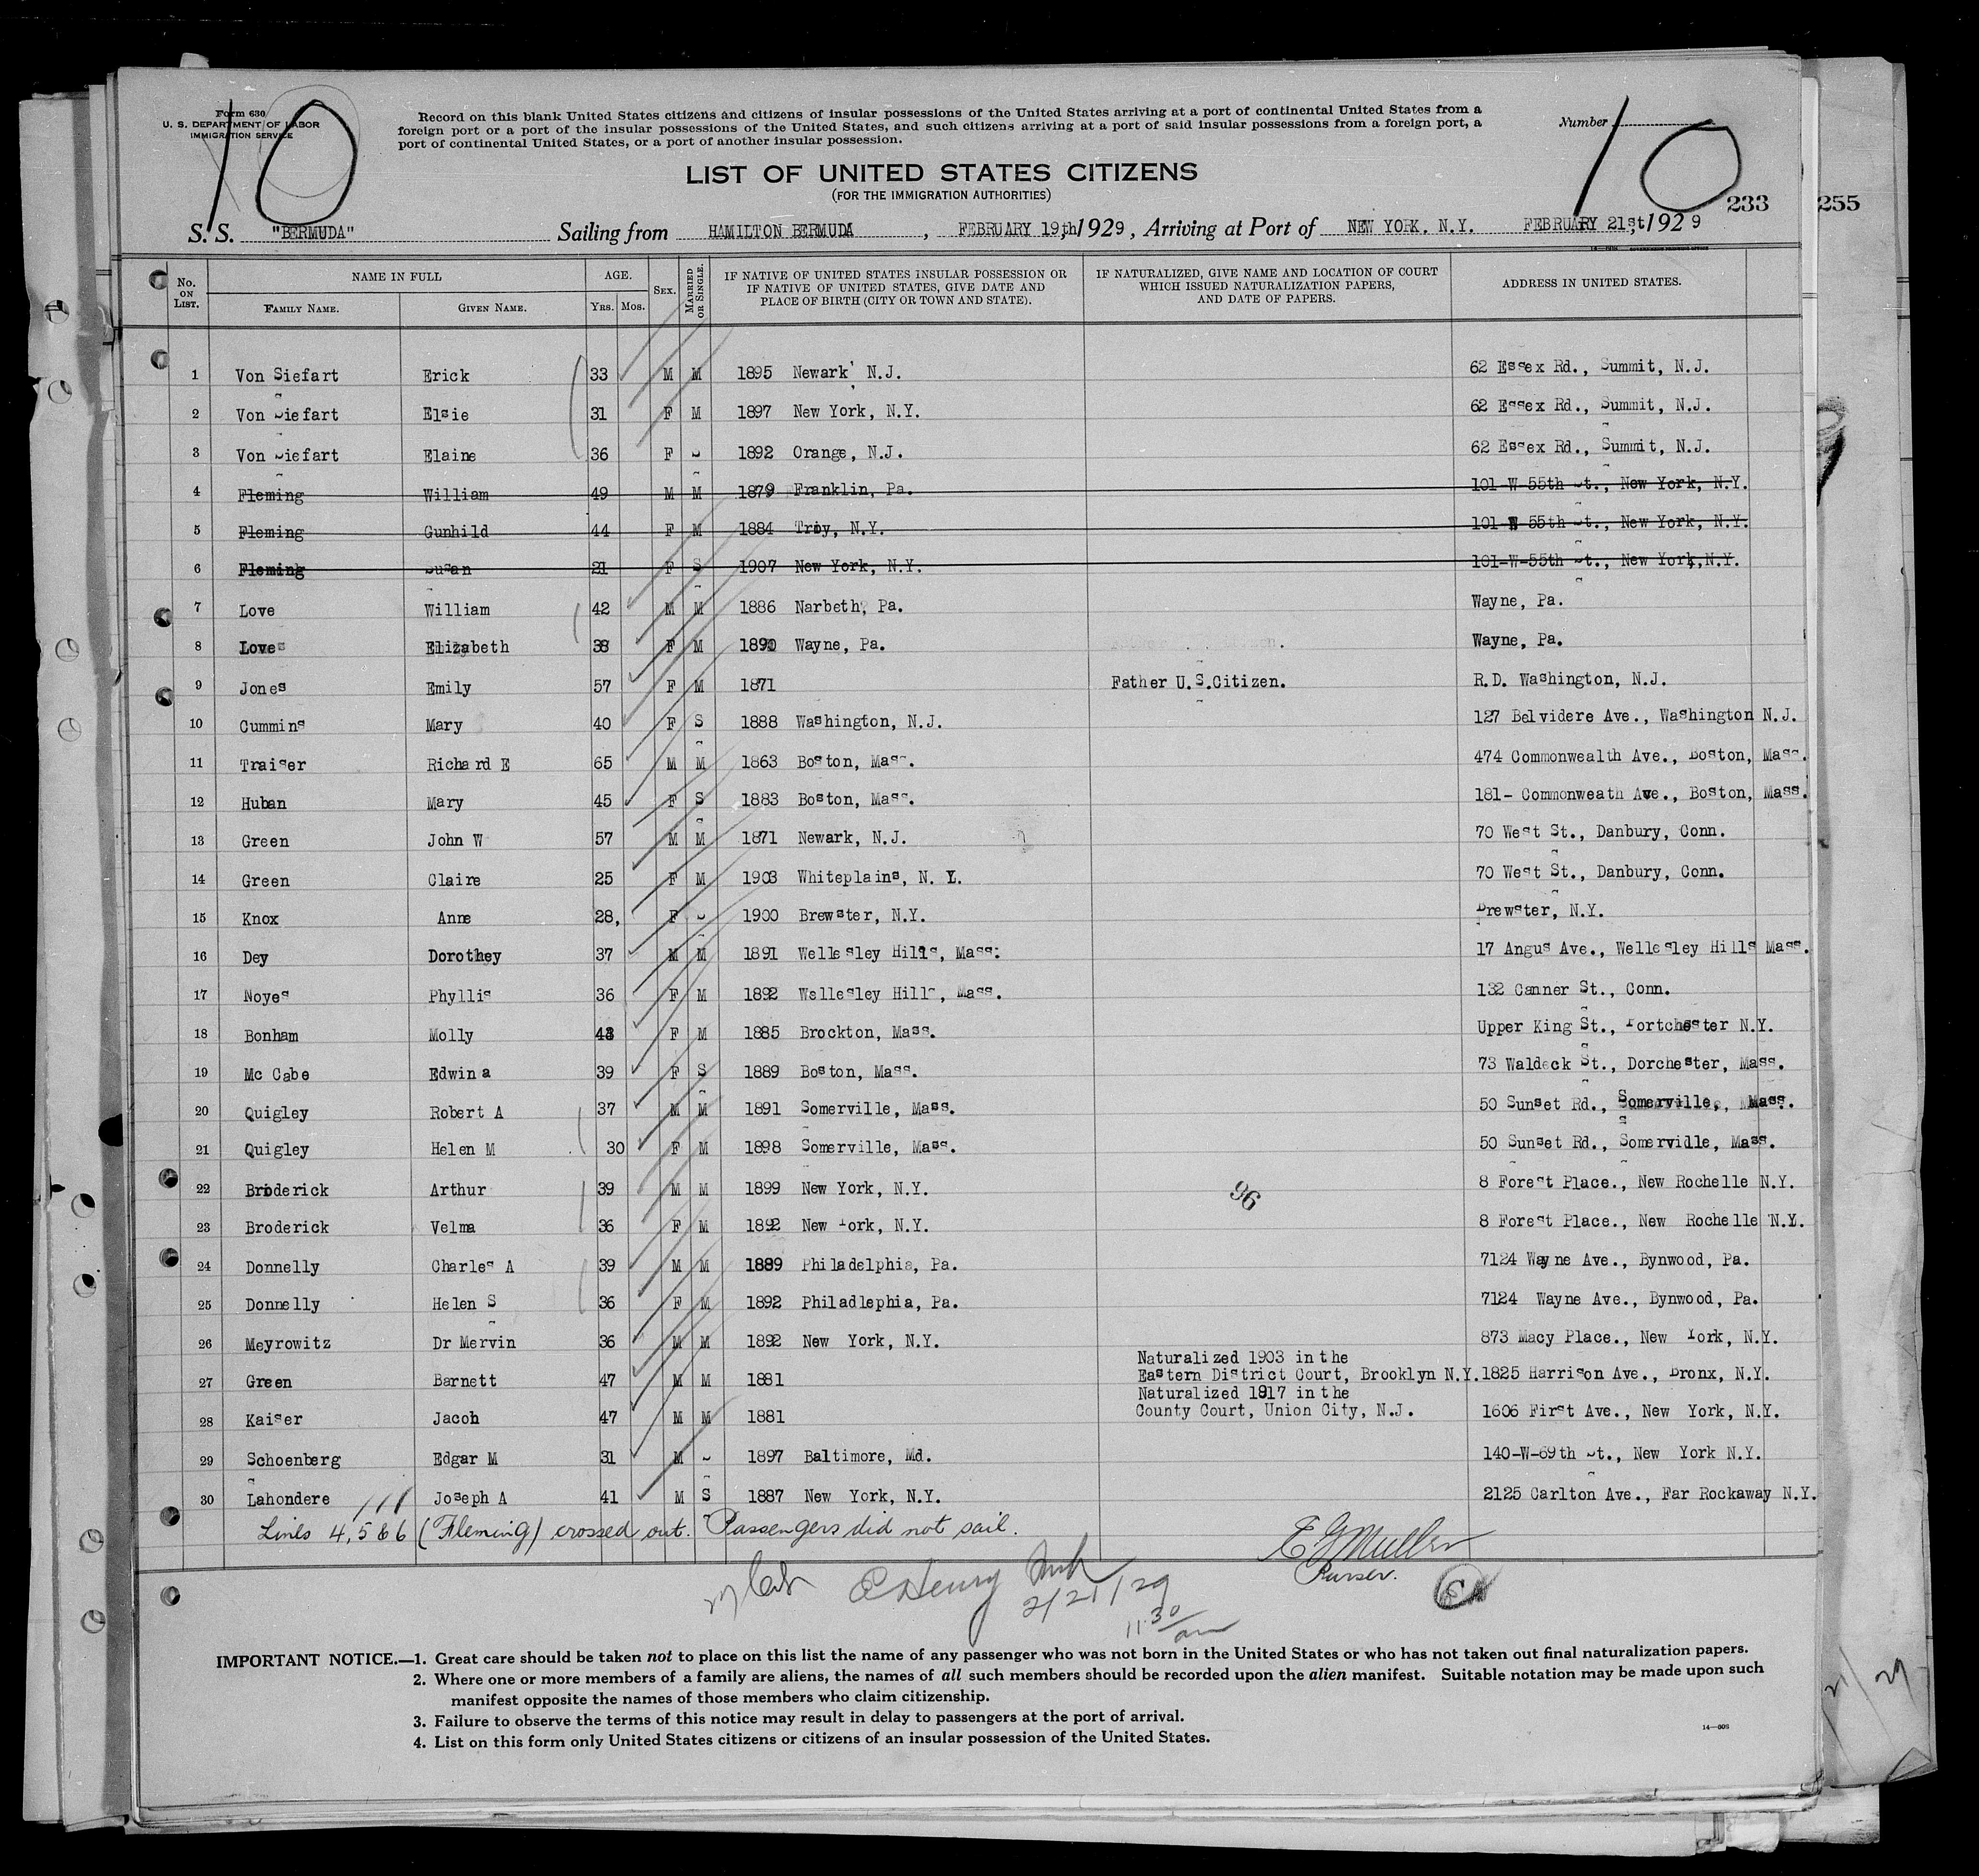 Form 630
U. S. DEPARTMENT OF LABOR
IMMIGRATION SERVICE
10
Record on this blank United States citizens and citizens of insular possessions of the United States arriving at a port of continental United States from a
foreign port or a port of the insular possessions of the United States, and such citizens arriving at a port of said insular possessions from a foreign port, a
port of continental United States, or a port of another insular possession.
Number
10
LIST OF UNITED STATES CITIZENS
(FOR THE IMMIGRATION AUTHORITIES)
233
255
S. S. "BERMUDA" Sailing from HAMILTON BERMUDA, FEBRUARY 19th, 1929, Arriving at Port of NEW YORK. N.Y. FEBRUARY 21st, 1929
No. ON LIST. NAME IN FULL AGE. SEX. MARRIED OR SINGLE. IF NATIVE OF UNITED STATES INSULAR POSSESSION OR IF NATIVE OF UNITED STATES, GIVE DATE AND PLACE OF BIRTH (CITY OR TOWN AND STATE). IF NATURALIZED, GIVE NAME AND LOCATION OF COURT WHICH ISSUED NATURALIZATION PAPERS, AND DATE OF PAPERS. ADDRESS IN UNITED STATES.
FAMILY NAME. GIVEN NAME. YRS. MOS.
1 Von Siefart Erick 33 M M 1895 Newark' N.J. 62 Essex Rd., Summit, N.J.
2 Von Siefart Elsie 31 F M 1897 New York, N.Y. 62 Essex Rd., Summit, N.J.
3 Von Siefart Elaine 36 F S 1892 Orange, N.J. 62 Essex Rd., Summit, N.J.
4 Fleming William 49 M M 1879 Franklin, Pa. 101-W-55th St., New York, N.Y.
5 Fleming Gunhild 44 F M 1884 Troy, N.Y. 101-W 55th St., New York, N.Y.
6 Fleming Susan 21 F S 1907 New York, N.Y. 101-W-55th St., New York,N.Y.
7 Love William 42 M M 1886 Narbeth, Pa. Wayne, Pa.
8 Love Elizabeth 38 F M 1890 Wayne, Pa. Wayne, Pa.
9 Jones Emily 57 F M 1871 Father U.S.Citizen. R.D. Washington, N.J.
10 Cummins Mary 40 F S 1888 Washington, N.J. 127 Belvidere Ave., Washington N.J.
11 Traiser Richard E 65 M M 1863 Boston, Mass. 474 Commonwealth Ave., Boston, Mass.
12 Huban Mary 45 F S 1883 Boston, Mass. 181- Commonweath Ave., Boston, Mass.
13 Green John W 57 M M 1871 Newark, N.J. 70 West St., Danbury, Conn.
14 Green Claire 25 F M 1903 Whiteplains, N. Y. 70 West St., Danbury, Conn.
15 Knox Anne 28, F S 1900 Brewster, N.Y. Brewster, N.Y.
16 Dey Dorothey 37 M M 1891 Wellesley Hills, Mass. 17 Angus Ave., Wellesley Hills Mass.
17 Noyes Phyllis 36 F M 1892 Wellesley Hills, Mass. 132 Canner St., Conn.
18 Bonham Molly 43 F M 1885 Brockton, Mass. Upper King St., Portchester N.Y.
19 Mc Cabe Edwina 39 F S 1889 Boston, Mass. 73 Waldeck St., Dorchester, Mass.
20 Quigley Robert A 37 M M 1891 Somerville, Mass. 50 Sunset Rd., Somerville, Mass.
21 Quigley Helen M 30 F M 1898 Somerville, Mass. 50 Sunset Rd., Somerville, Mass.
22 Broderick Arthur 39 M M 1899 New York, N.Y. 96 8 Forest Place., New Rochelle N.Y.
23 Broderick Velma 36 F M 1892 New York, N.Y. 8 Forest Place., New Rochelle N.Y.
24 Donnelly Charles A 39 M M 1889 Philadelphia, Pa. 7124 Wayne Ave., Bynwood, Pa.
25 Donnelly Helen S 36 F M 1892 Philadlephia, Pa. 7124 Wayne Ave., Bynwood, Pa.
26 Meyrowitz Dr Mervin 36 M M 1892 New York, N.Y. 873 Macy Place., New York, N.Y.
Naturalized 1903 in the
27 Green Barnett 47 M M 1881 Eastern District Court, Brooklyn N.Y. 1825 Harrison Ave., Bronx, N.Y.
Naturalized 1917 in the
28 Kaiser Jacob 47 M M 1881 County Court, Union City, N.J. 1606 First Ave., New York, N.Y.
29 Schoenberg Edgar M 31 M S 1897 Baltimore, Md. 140-W-69th St., New York N.Y.
30 Lahondere Joseph A 41 M S 1887 New York, N.Y. 2125 Carlton Ave., Far Rockaway N.Y.
Lines 4, 5 & 6 (Fleming) crossed out. Passengers did not sail.
E G Muller
Purser.
E Henry
2/21/29
11:30 am
IMPORTANT NOTICE.—1. Great care should be taken not to place on this list the name of any passenger who was not born in the United States or who has not taken out final naturalization papers.
2. Where one or more members of a family are aliens, the names of all such members should be recorded upon the alien manifest. Suitable notation may be made upon such
manifest opposite the names of those members who claim citizenship.
3. Failure to observe the terms of this notice may result in delay to passengers at the port of arrival.
4. List on this form only United States citizens or citizens of an insular possession of the United States.
14—608